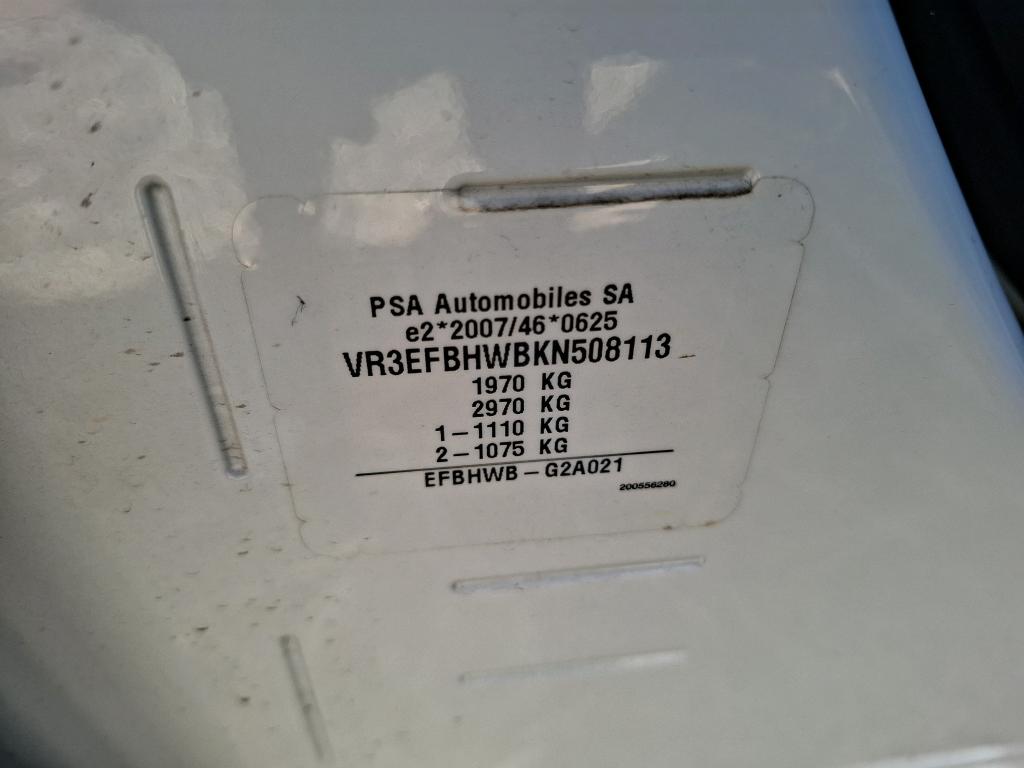 PSA Automobiles SA
e2*2007/46*0625
VR3EFBHWBKN508113
1970 KG
2970 KG
1-1110 KG
2-1075 KG
EFBHWB-G2A021
200556280